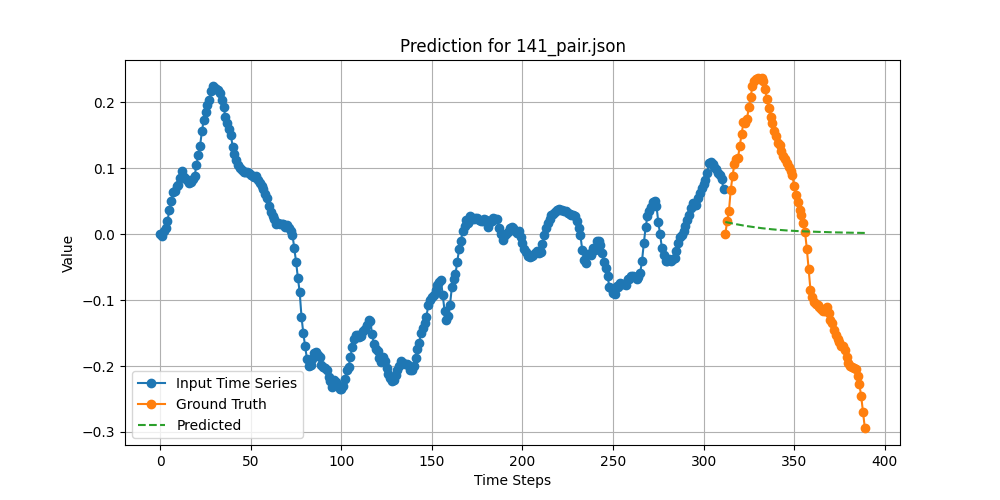 Prediction for 141_pair.json
Value
0.2
0.1
0.0
−0.1
−0.2
−0.3
Input Time Series
Ground Truth
Predicted
0 50 100 150 200 250 300 350 400
Time Steps